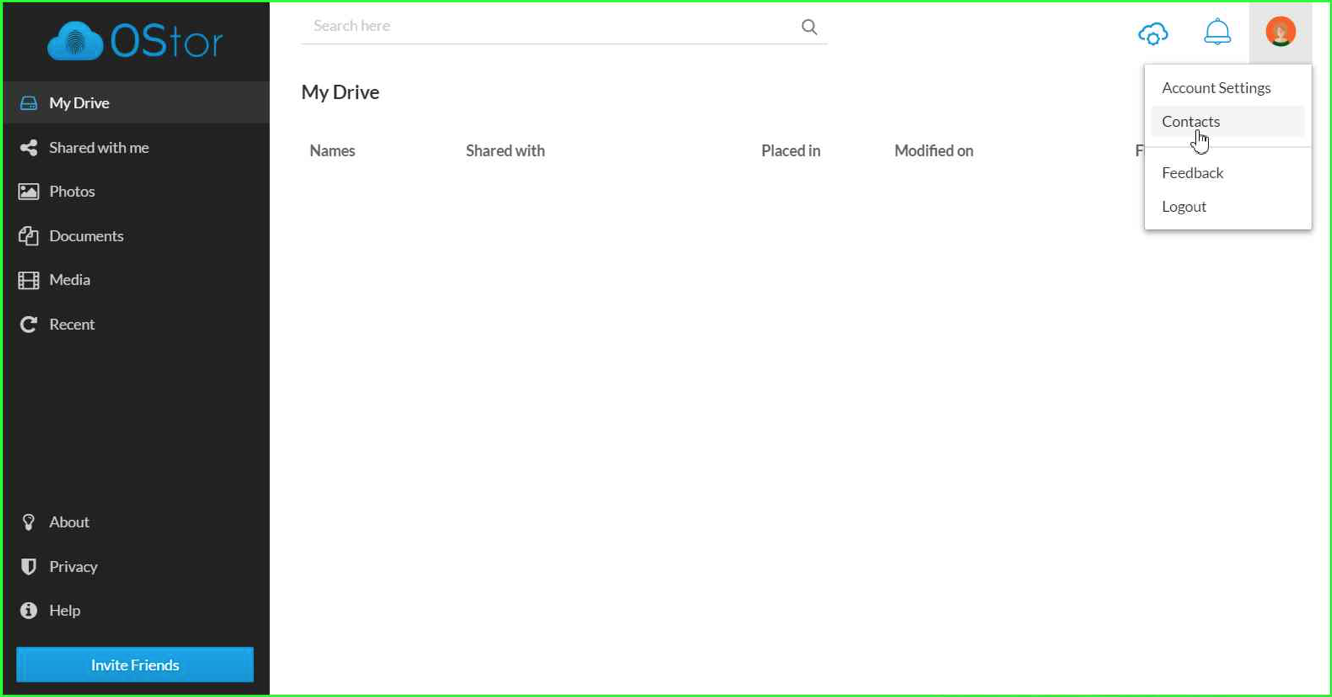 OStor
Search here
My Drive
Shared with me
Photos
Documents
Media
Recent
About
Privacy
Help
Invite Friends
My Drive
Names Shared with Placed in Modified on F
Account Settings
Contacts
Feedback
Logout